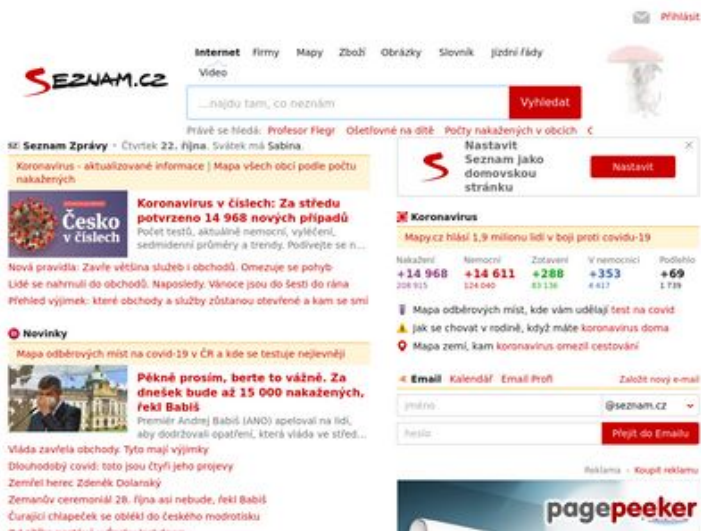 Přihlásit
Internet Firmy Mapy Zboží Obrázky Slovník Jízdní řády
Video
SEZNAM.CZ
...najdu tam, co neznám
Vyhledat
Právě se hledá: Profesor Flegr Ošetřovné na dítě Počty nakažených v obcích C
SZ Seznam Zprávy • Čtvrtek 22. října. Svátek má Sabina.
Koronavirus - aktualizované informace | Mapa všech obcí podle počtu
nakažených
Česko
v číslech
Koronavirus v číslech: Za středu
potvrzeno 14 968 nových případů
Počet testů, aktuálně nemocní, vyléčení,
sedmidenní průměry a trendy. Podívejte se n...
Nová pravidla: Zavře většina služeb i obchodů. Omezuje se pohyb
Lidé se nahrnuli do obchodů. Naposledy. Vánoce jsou do šesti do rána
Přehled výjimek: které obchody a služby zůstanou otevřené a kam se smí
Novinky
Mapa odběrových míst na covid-19 v ČR a kde se testuje nejlevněji
Pěkně prosím, berte to vážně. Za
dnešek bude až 15 000 nakažených,
řekl Babiš
Premiér Andrej Babiš (ANO) apeloval na lidi,
aby dodržovali opatření, která vláda ve střed...
Vláda zavřela obchody. Tyto mají výjimky
Dlouhodobý covid: toto jsou čtyři jeho projevy
Zemřel herec Zdeněk Dolanský
Zemanův ceremoniál 28. října asi nebude, řekl Babiš
Čurající chlapeček se oblékl do českého modrotisku
Nastavit
Seznam jako
domovskou
stránku
Nastavit
Koronavirus
Mapy.cz hlásí 1,9 milionu lidí v boji proti covidu-19
Nakažení Nemocní Zotavení V nemocnici Podlehlo
+14 968 +14 611 +288 +353 +69
208 915 124 040 83 136 4 417 1 739
Mapa odběrových míst, kde vám udělají test na covid
Jak se chovat v rodině, když máte koronavirus doma
Mapa zemí, kam koronavirus omezil cestování
Email Kalendář Email Profi Založit nový e-mail
jméno @seznam.cz
heslo Přejít do Emailu
Reklama - Koupit reklamu
pagepeeker